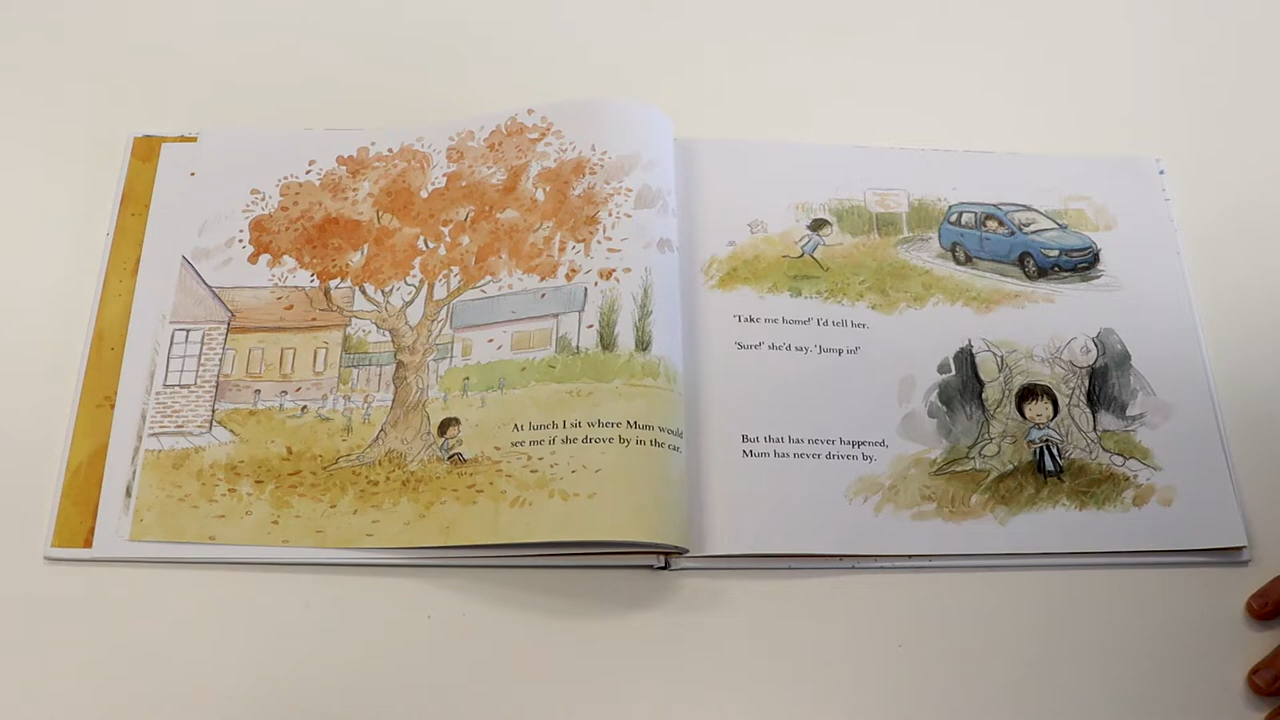 At lunch I sit where Mum would
see me if she drove by in the car.
‘Take me home!’ I’d tell her.
‘Sure!’ she’d say. ‘Jump in!’
But that has never happened,
Mum has never driven by.